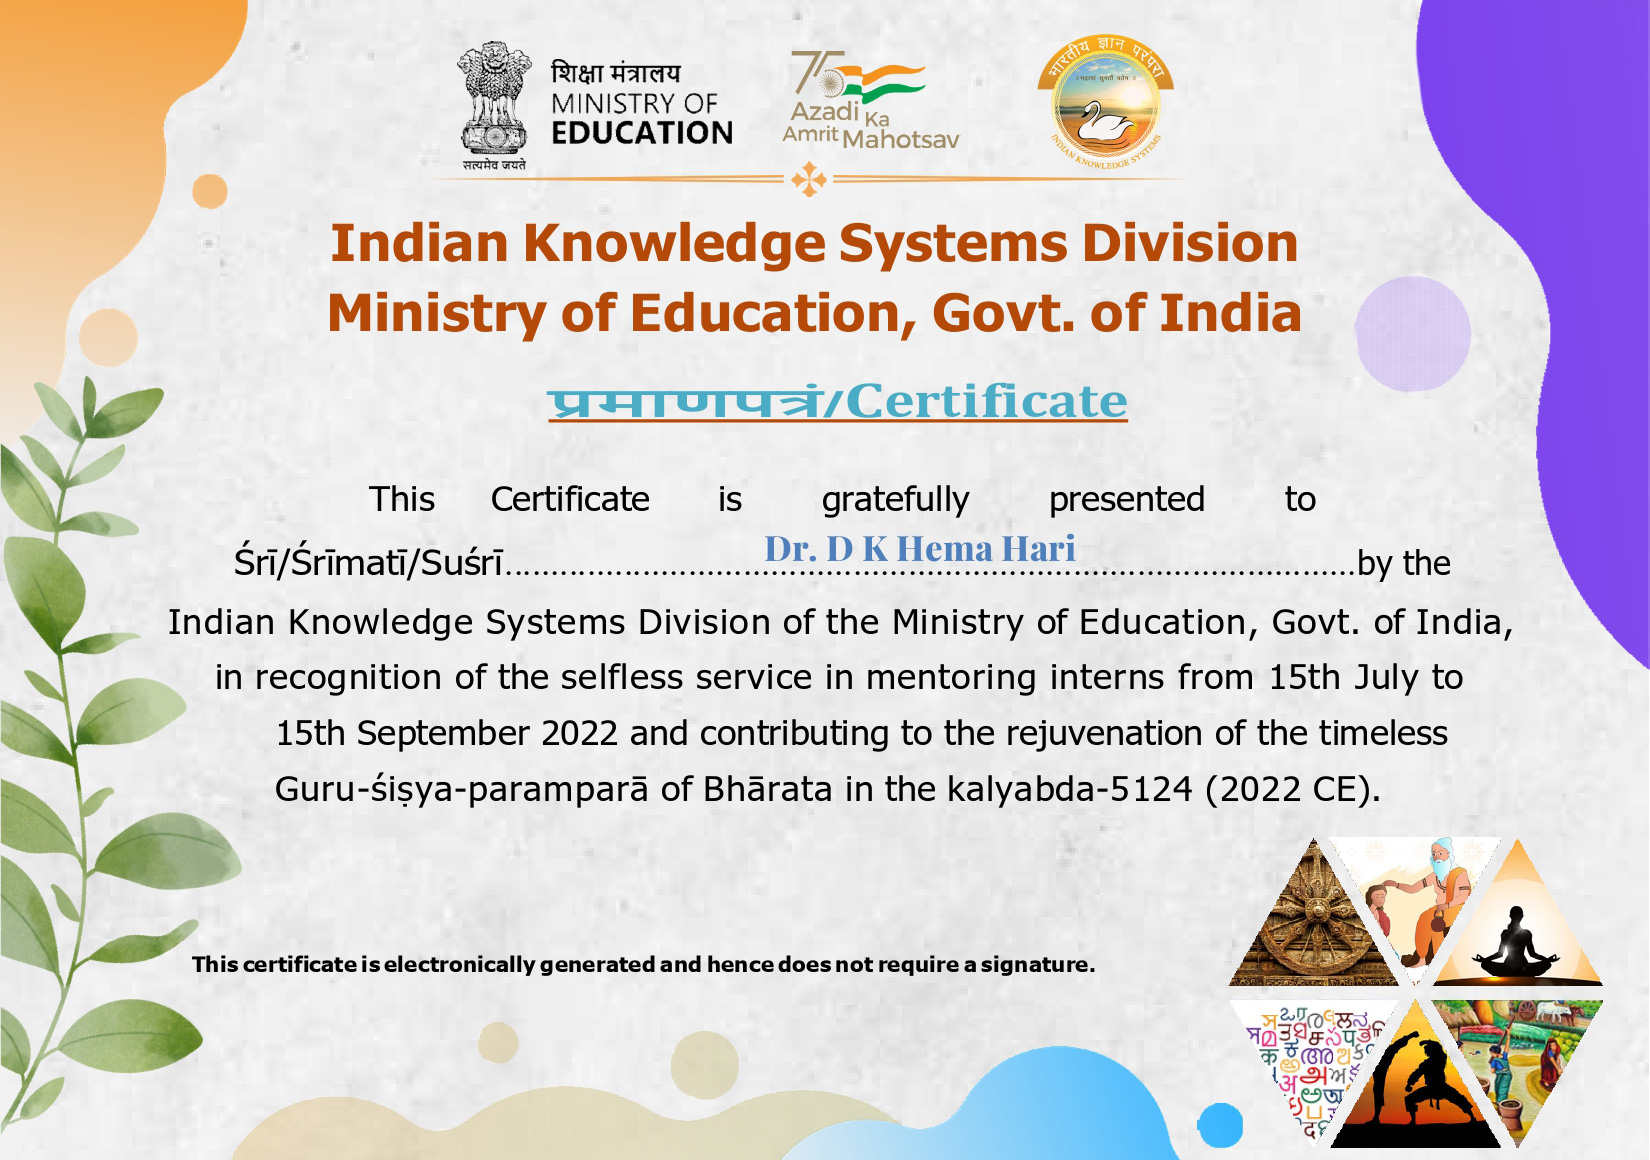 शिक्षा मंत्रालय
MINISTRY OF
EDUCATION
सत्यमेव जयते
75
Azadi Ka
Amrit Mahotsav
भारतीय ज्ञान परंपरा
INDIAN KNOWLEDGE SYSTEMS
Indian Knowledge Systems Division
Ministry of Education, Govt. of India
प्रमाणपत्रं/Certificate
This Certificate is gratefully presented to
Śrī/Śrīmatī/Suśrī Dr. D K Hema Hari by the
Indian Knowledge Systems Division of the Ministry of Education, Govt. of India,
in recognition of the selfless service in mentoring interns from 15th July to
15th September 2022 and contributing to the rejuvenation of the timeless
Guru-śiṣya-paramparā of Bhārata in the kalyabda-5124 (2022 CE).
This certificate is electronically generated and hence does not require a signature.